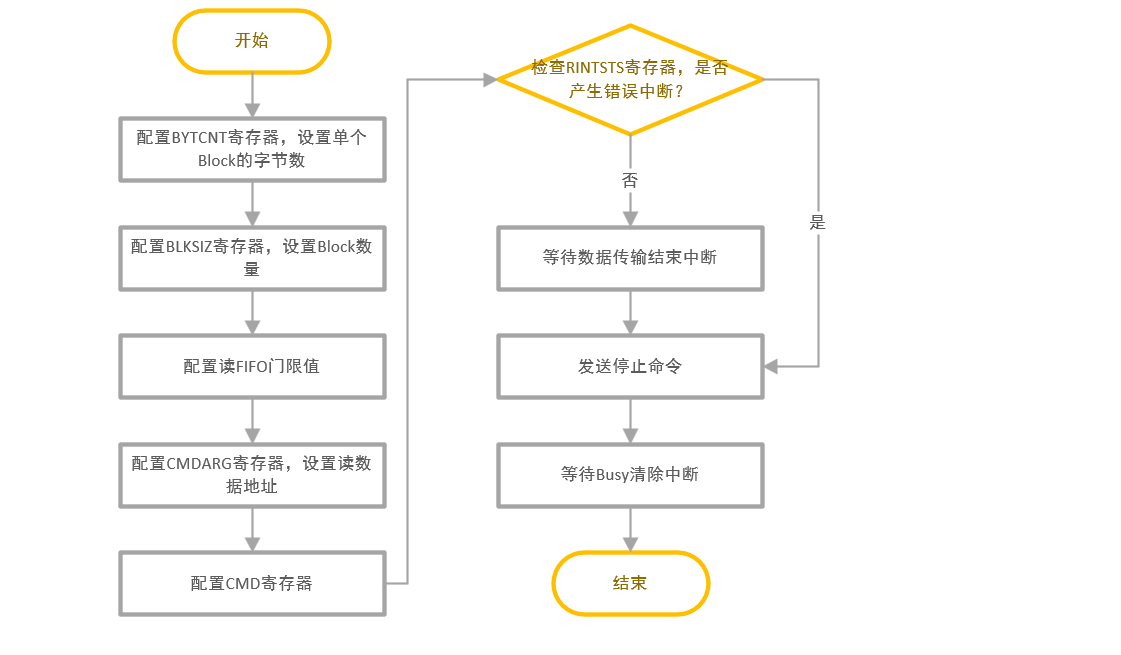 开始
配置BYTCNT寄存器，设置单个
Block的字节数
配置BLKSIZ寄存器，设置Block数
量
配置读FIFO门限值
配置CMDARG寄存器，设置读数
据地址
配置CMD寄存器
检查RINTSTS寄存器，是否
产生错误中断？
否
是
等待数据传输结束中断
发送停止命令
等待Busy清除中断
结束